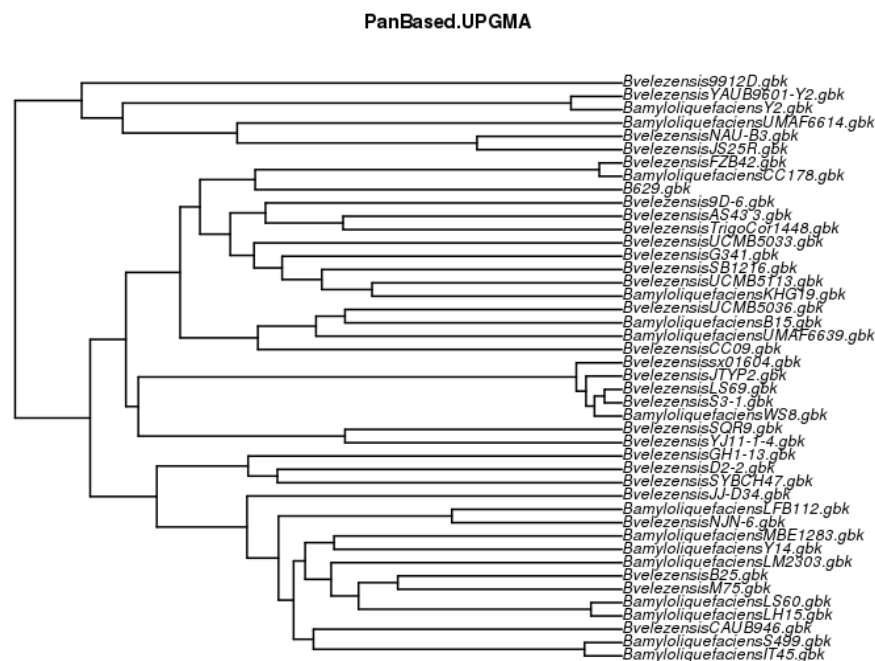 PanBased.UPGMA
Bvelezensis9912D.gbk
BvelezensisYAUB9601-Y2.gbk
BamyloliquefaciensY2.gbk
BamyloliquefaciensUMAF6614.gbk
BvelezensisNAU-B3.gbk
BvelezensisJS25R.gbk
BvelezensisFZB42.gbk
BamyloliquefaciensCC178.gbk
B629.gbk
Bvelezensis9D-6.gbk
BvelezensisAS43 3.gbk
BvelezensisTrigoCor1448.gbk
BvelezensisUCMB5033.gbk
BvelezensisG341.gbk
BvelezensisSB1216.gbk
BvelezensisUCMB5113.gbk
BamyloliquefaciensKHG19.gbk
BvelezensisUCMB5036.gbk
BamyloliquefaciensB15.gbk
BamyloliquefaciensUMAF6639.gbk
BvelezensisCC09.gbk
Bvelezensissx01604.gbk
BvelezensisJTYP2.gbk
BvelezensisLS69.gbk
BvelezensisS3-1.gbk
BamyloliquefaciensWS8.gbk
BvelezensisSQR9.gbk
BvelezensisYJ11-1-4.gbk
BvelezensisGH1-13.gbk
BvelezensisD2-2.gbk
BvelezensisSYBCH47.gbk
BvelezensisJJ-D34.gbk
BamyloliquefaciensLFB112.gbk
BvelezensisNJN-6.gbk
BamyloliquefaciensMBE1283.gbk
BamyloliquefaciensY14.gbk
BamyloliquefaciensLM2303.gbk
BvelezensisB25.gbk
BvelezensisM75.gbk
BamyloliquefaciensLS60.gbk
BamyloliquefaciensLH15.gbk
BvelezensisCAUB946.gbk
BamyloliquefaciensS499.gbk
BamyloliquefaciensIT45.gbk